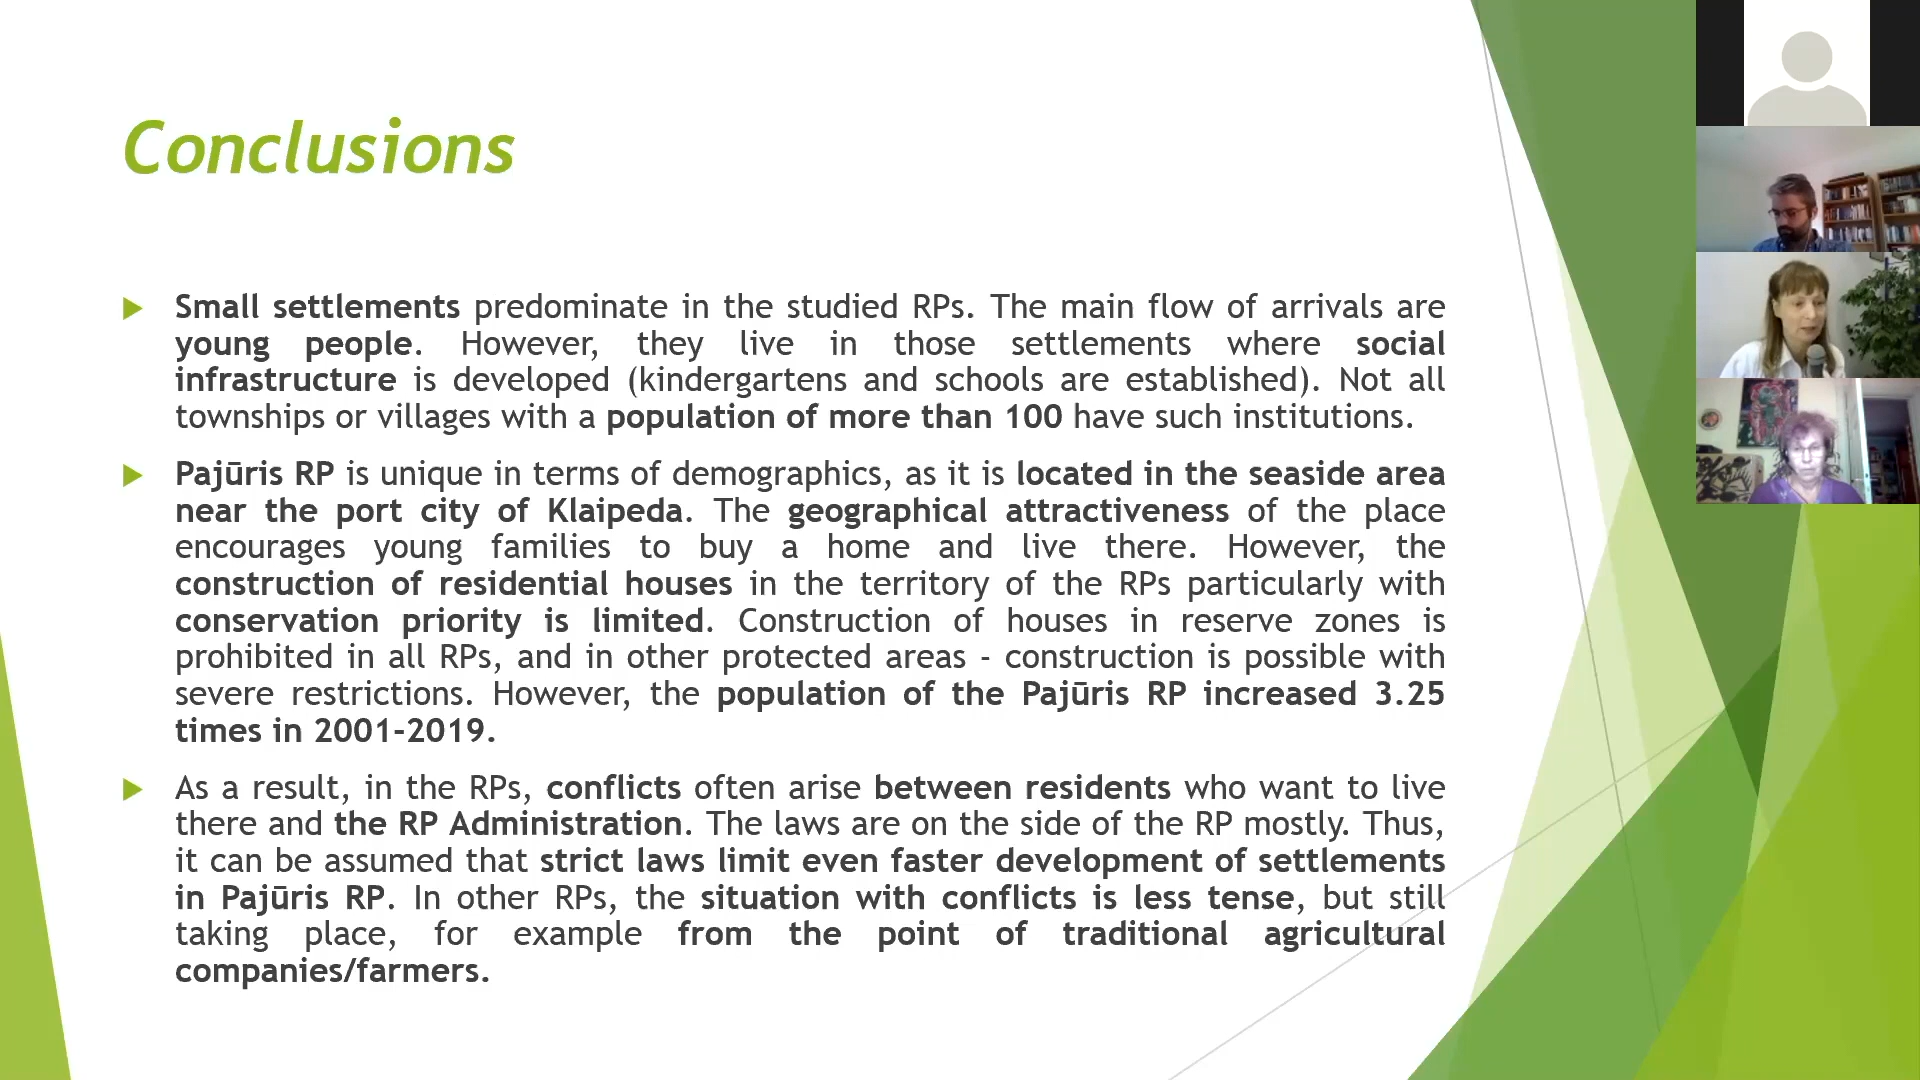 Conclusions
Small settlements predominate in the studied RPs. The main flow of arrivals are
young people. However, they live in those settlements where social
infrastructure is developed (kindergartens and schools are established). Not all
townships or villages with a population of more than 100 have such institutions.
Pajūris RP is unique in terms of demographics, as it is located in the seaside area
near the port city of Klaipeda. The geographical attractiveness of the place
encourages young families to buy a home and live there. However, the
construction of residential houses in the territory of the RPs particularly with
conservation priority is limited. Construction of houses in reserve zones is
prohibited in all RPs, and in other protected areas - construction is possible with
severe restrictions. However, the population of the Pajūris RP increased 3.25
times in 2001-2019.
As a result, in the RPs, conflicts often arise between residents who want to live
there and the RP Administration. The laws are on the side of the RP mostly. Thus,
it can be assumed that strict laws limit even faster development of settlements
in Pajūris RP. In other RPs, the situation with conflicts is less tense, but still
taking place, for example from the point of traditional agricultural
companies/farmers.